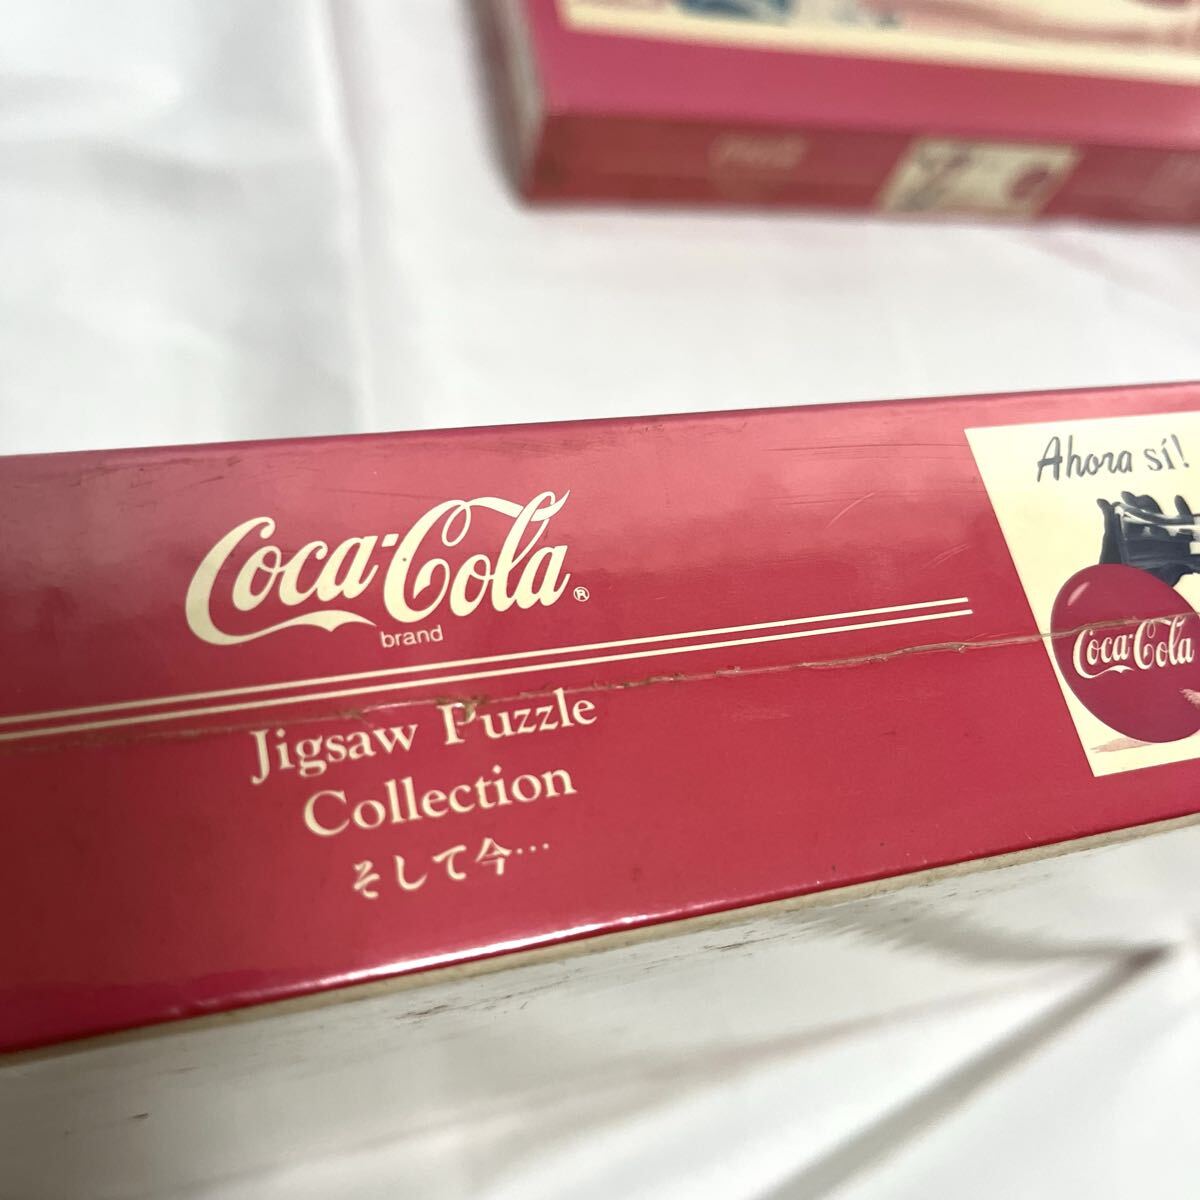 Coca-Cola®
brand
Jigsaw Puzzle
Collection
そして今…
Ahora sí!
Coca-Cola